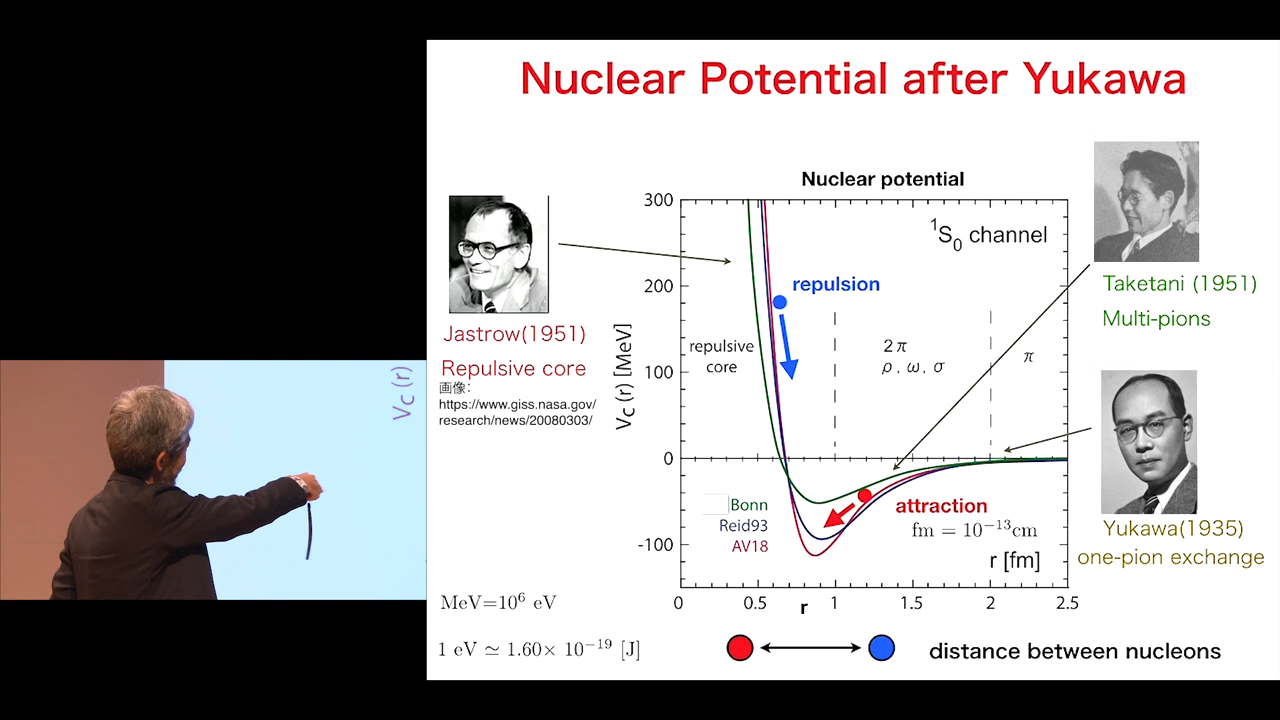 Nuclear Potential after Yukawa
Nuclear potential
Jastrow(1951)
Repulsive core
画像：
https://www.giss.nasa.gov/
research/news/20080303/
300
200
100
0
-100
V_C (r) [MeV]
^1S_0 channel
repulsion
repulsive
core
2 π
ρ , ω , σ
π
Bonn
Reid93
AV18
attraction
fm = 10^{-13}cm
r [fm]
0
0.5
1
1.5
2
2.5
r
Taketani (1951)
Multi-pions
Yukawa(1935)
one-pion exchange
MeV=10^6 eV
1 eV ≃ 1.60× 10^{-19} [J]
distance between nucleons
V_C (r)